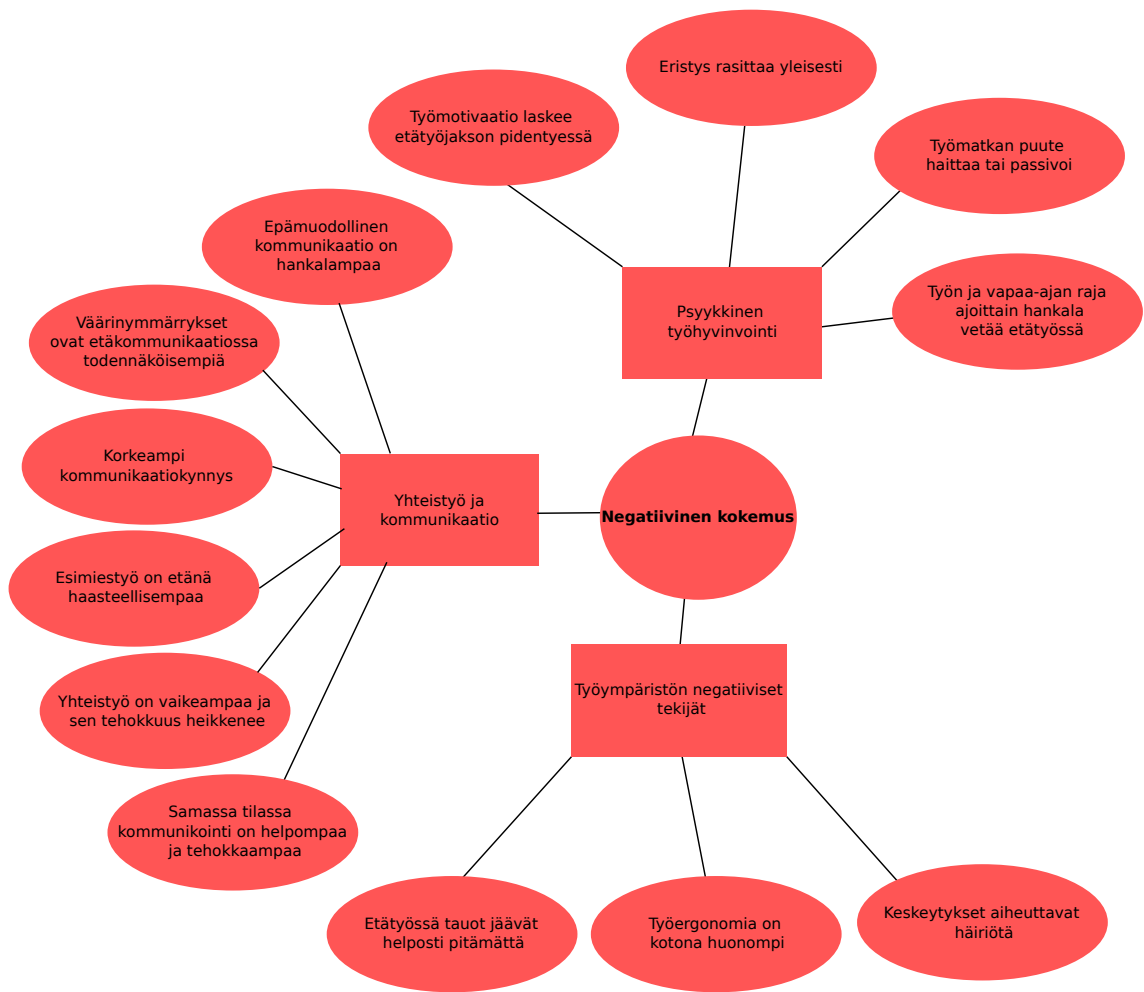 Eristys rasittaa yleisesti
Työmotivaatio laskee
etätyöjakson pidentyessä
Työmatkan puute
haittaa tai passivoi
Epämuodollinen
kommunikaatio on
hankalampaa
Työn ja vapaa-ajan raja
ajoittain hankala
vetää etätyössä
Psyykkinen
työhyvinvointi
Väärinymmärrykset
ovat etäkommunikaatiossa
todennäköisempiä
Korkeampi
kommunikaatiokynnys
Yhteistyö ja
kommunikaatio
Negatiivinen kokemus
Esimiestyö on etänä
haasteellisempaa
Yhteistyö on vaikeampaa ja
sen tehokkuus heikkenee
Työympäristön negatiiviset
tekijät
Samassa tilassa
kommunikointi on helpompaa
ja tehokkaampaa
Etätyössä tauot jäävät
helposti pitämättä
Työergonomia on
kotona huonompi
Keskeytykset aiheuttavat
häiriötä